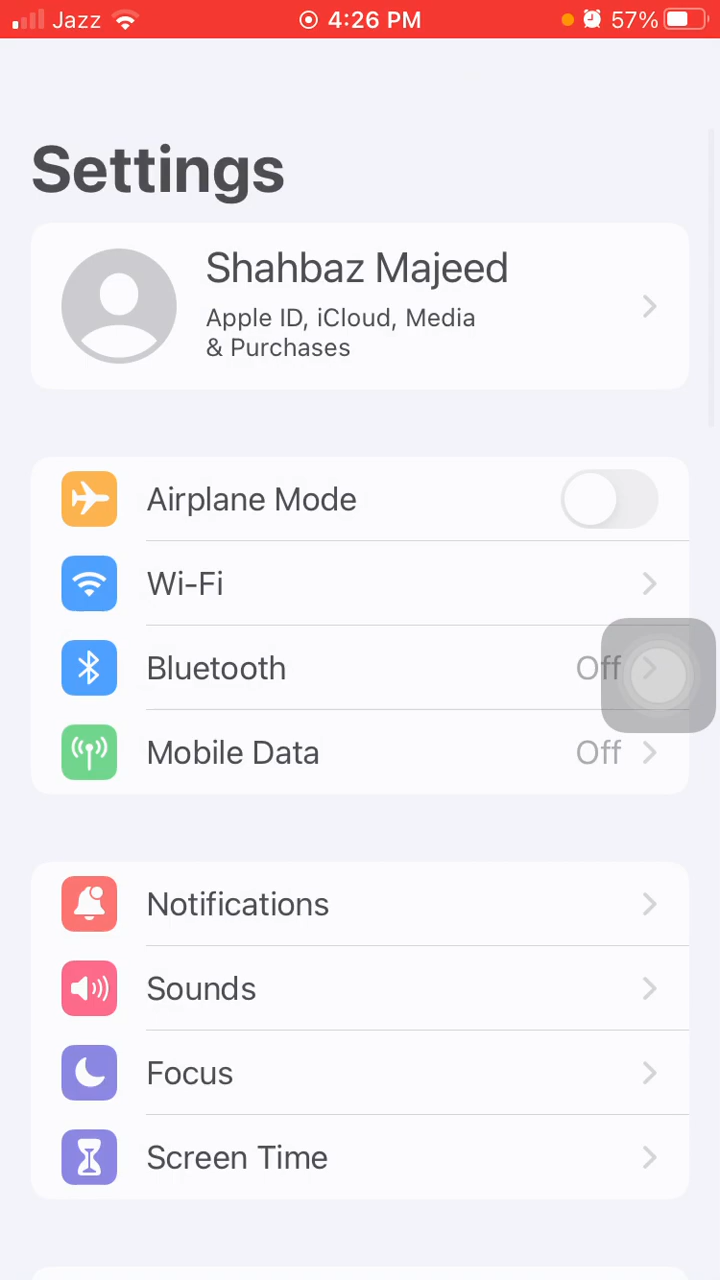 Jazz 4:26 PM 57%
Settings
Shahbaz Majeed
Apple ID, iCloud, Media
& Purchases
Airplane Mode
Wi-Fi
Bluetooth Off
Mobile Data Off
Notifications
Sounds
Focus
Screen Time